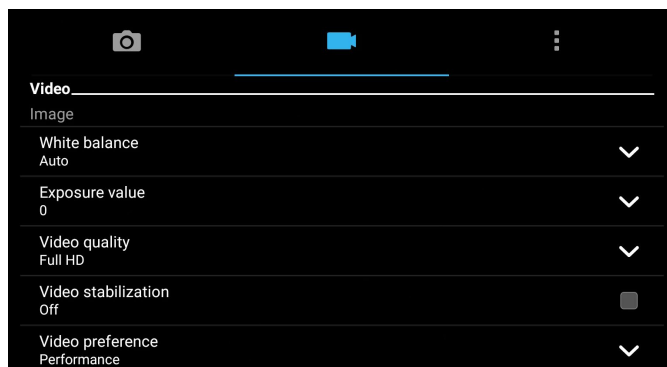 Video
Image
White balance
Auto
Exposure value
0
Video quality
Full HD
Video stabilization
Off
Video preference
Performance